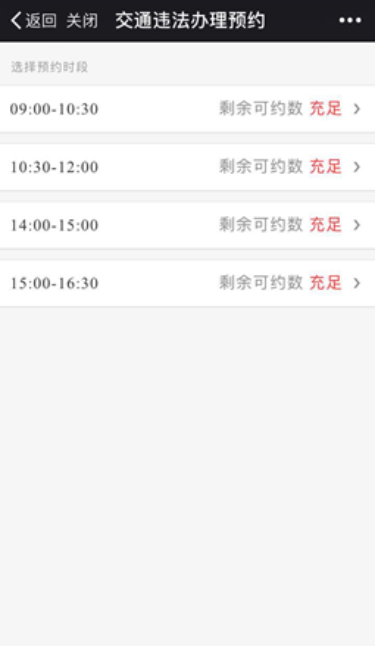 返回 关闭 交通违法办理预约
选择预约时段
09:00-10:30 剩余可约数 充足
10:30-12:00 剩余可约数 充足
14:00-15:00 剩余可约数 充足
15:00-16:30 剩余可约数 充足